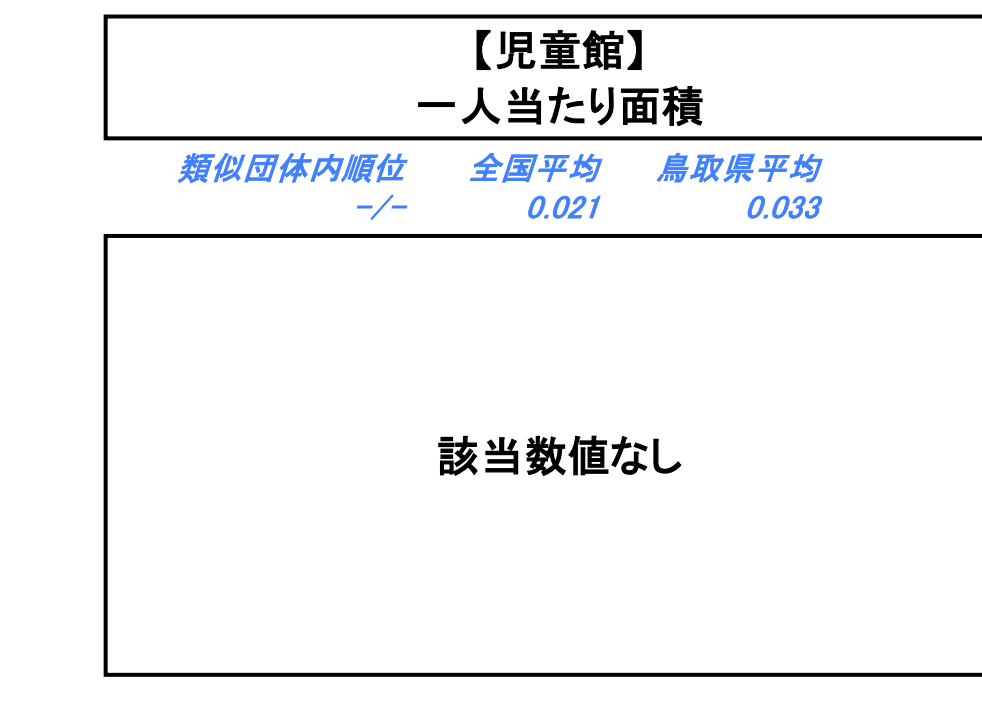 【児童館】
一人当たり面積
類似団体内順位 全国平均 鳥取県平均
-/- 0.021 0.033
該当数値なし